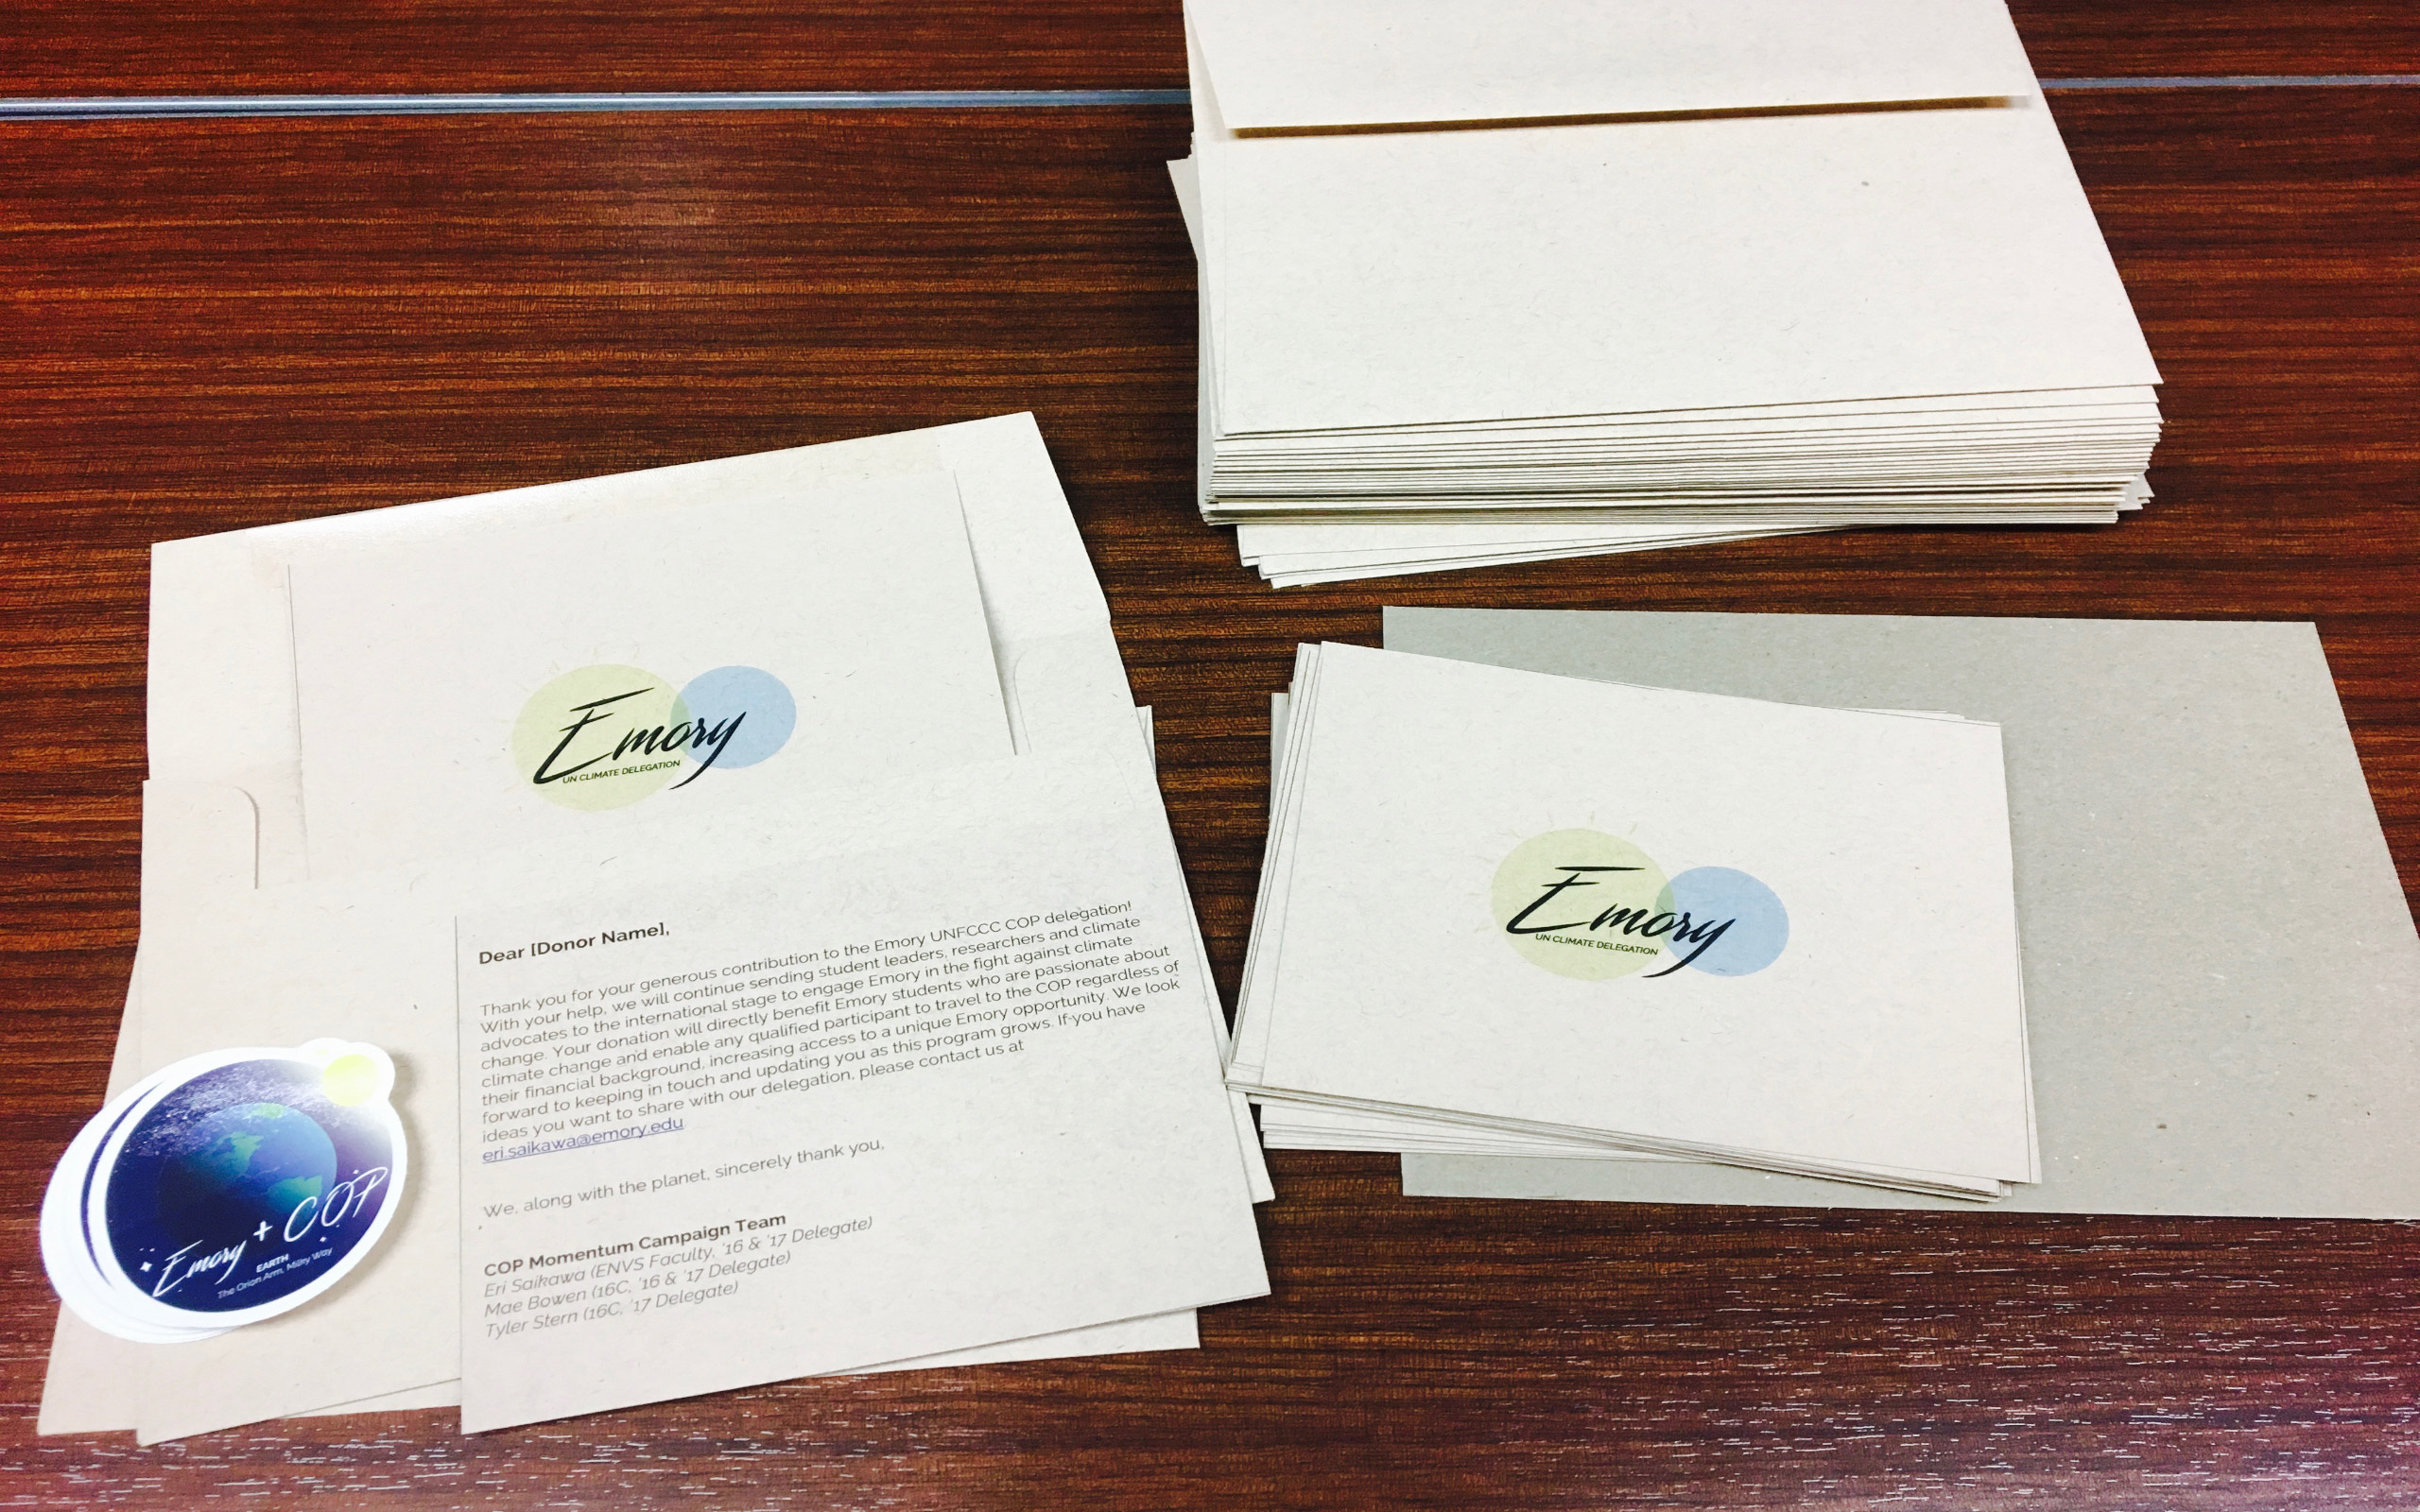 Emory
UN CLIMATE DELEGATION
Dear [Donor Name],
Thank you for your generous contribution to the Emory UNFCCC COP delegation!
With your help, we will continue sending student leaders, researchers and climate
advocates to the international stage to engage Emory in the fight against climate
change. Your donation will directly benefit Emory students who are passionate about
climate change and enable any qualified participant to travel to the COP regardless of
their financial background, increasing access to a unique Emory opportunity. We look
forward to keeping in touch and updating you as this program grows. If you have
ideas you want to share with our delegation, please contact us at
eri.saikawa@emory.edu
We, along with the planet, sincerely thank you,
COP Momentum Campaign Team
Eri Saikawa (ENVS Faculty, '16 & '17 Delegate)
Mae Bowen (16C, '16 & '17 Delegate)
Tyler Stern (16C, '17 Delegate)
Emory + COP
EARTH
The Orion Arm, Milky Way
Emory
UN CLIMATE DELEGATION